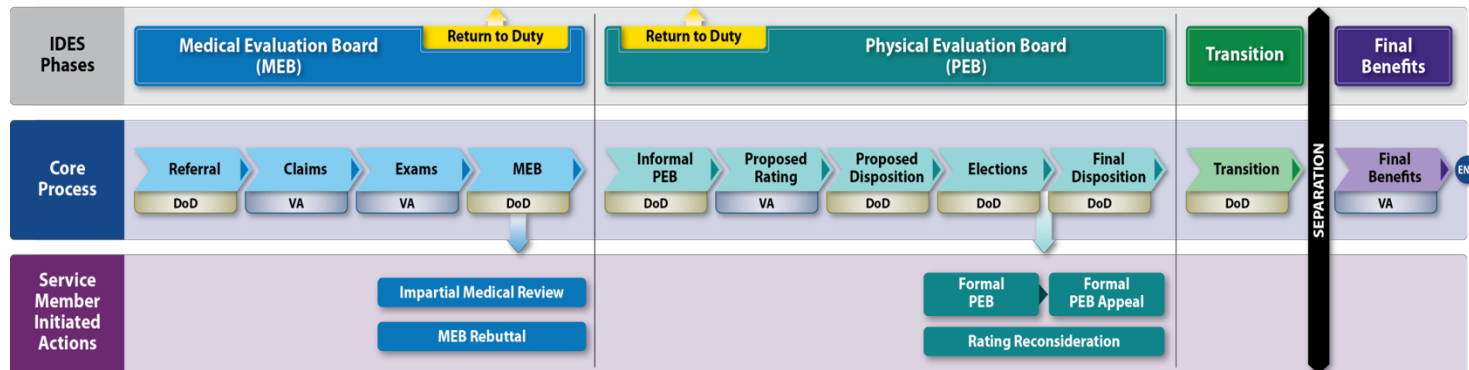 IDES
Phases
Medical Evaluation Board
(MEB)
Return to Duty
Return to Duty
Physical Evaluation Board
(PEB)
Transition
Final
Benefits
Core
Process
Referral
DoD
Claims
VA
Exams
VA
MEB
DoD
Informal
PEB
DoD
Proposed
Rating
VA
Proposed
Disposition
DoD
Elections
DoD
Final
Disposition
DoD
Transition
DoD
SEPARATION
Final
Benefits
VA
EN
Service
Member
Initiated
Actions
Impartial Medical Review
MEB Rebuttal
Formal
PEB
Formal
PEB Appeal
Rating Reconsideration